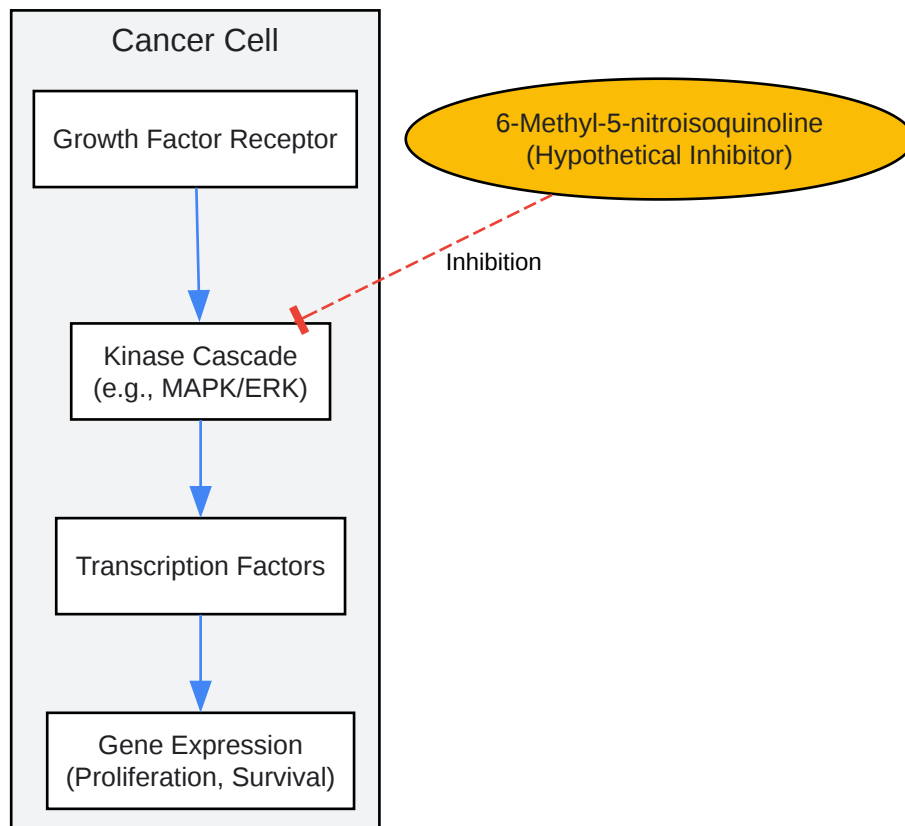 Cancer Cell
Growth Factor Receptor
6-Methyl-5-nitroisoquinoline
(Hypothetical Inhibitor)
Inhibition
Kinase Cascade
(e.g., MAPK/ERK)
Transcription Factors
Gene Expression
(Proliferation, Survival)